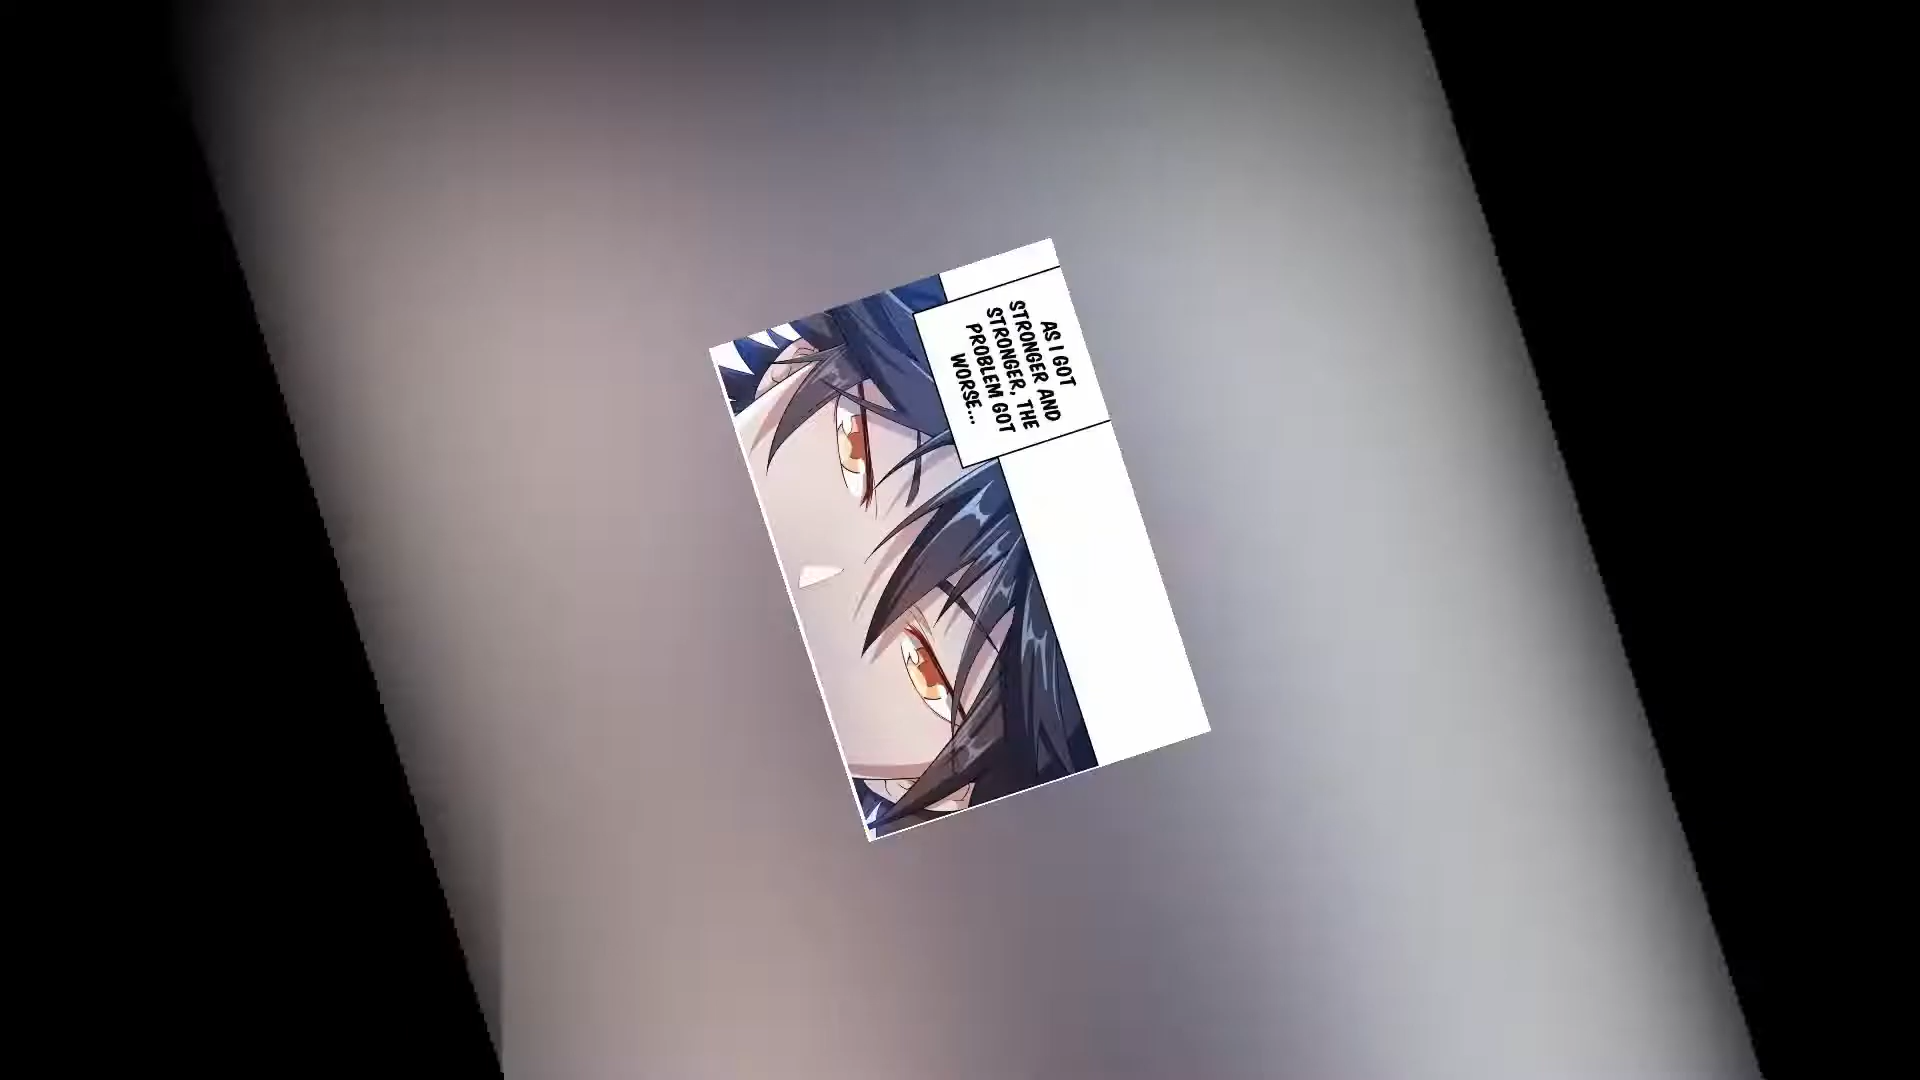 AS I GOT
STRONGER AND
STRONGER, THE
PROBLEM GOT
WORSE...